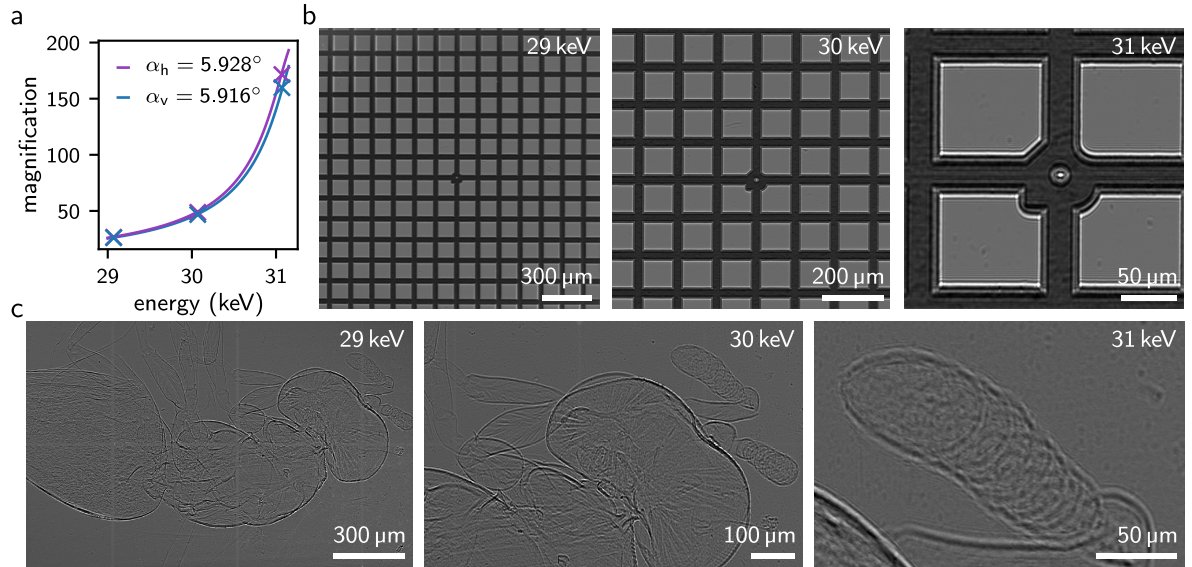 a
200
150
100
50
magnification
29
30
31
energy (keV)
αₕ = 5.928°
αᵥ = 5.916°
b
29 keV
300 µm
30 keV
200 µm
31 keV
50 µm
c
29 keV
300 µm
30 keV
100 µm
31 keV
50 µm